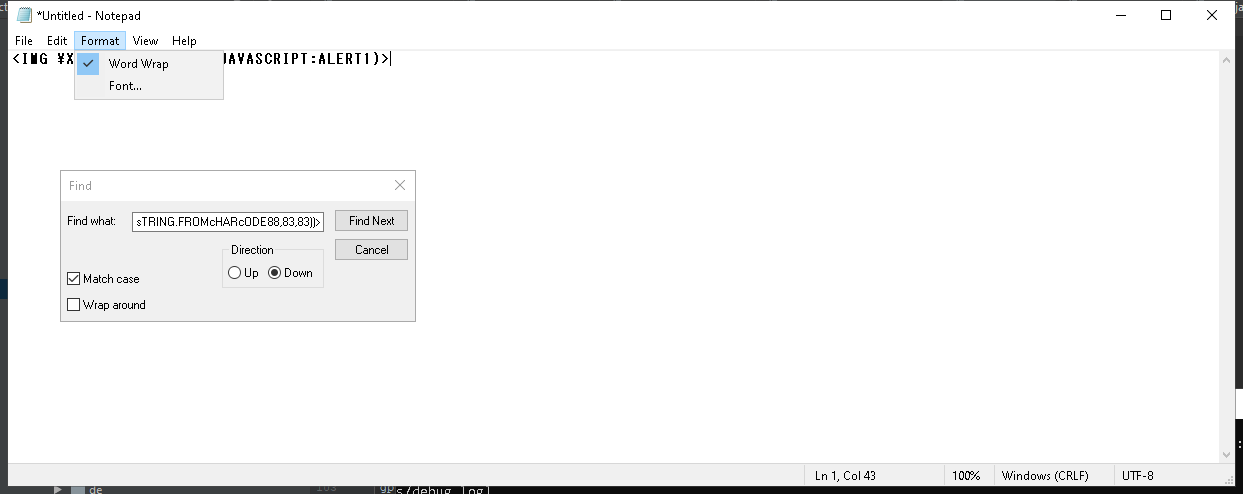 *Untitled - Notepad
File Edit Format View Help
<IMG ¥X JAVASCRIPT:ALERT1)>
Word Wrap
Font...
Find
Find what: sTRING.FROMcHARcODE88,83,83))> Find Next
Direction Cancel
Up Down
Match case
Wrap around
Ln 1, Col 43 100% Windows (CRLF) UTF-8
de s/debug.log